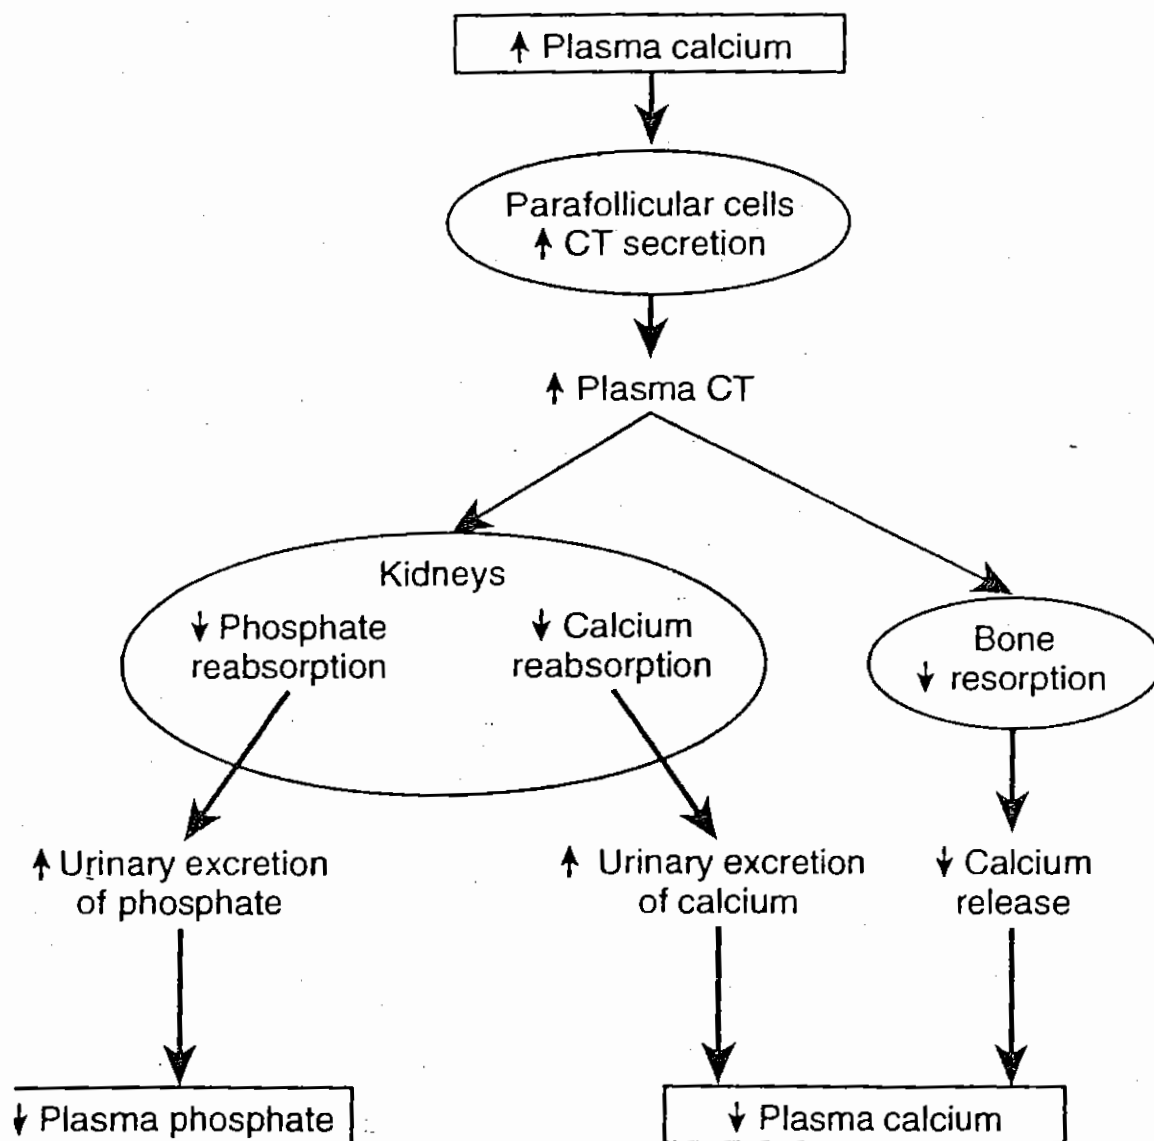 ↑ Plasma calcium
Parafollicular cells
↑ CT secretion
↑ Plasma CT
Kidneys
↓ Phosphate
reabsorption
↓ Calcium
reabsorption
Bone
↓ resorption
↑ Urinary excretion
of phosphate
↑ Urinary excretion
of calcium
↓ Calcium
release
↓ Plasma phosphate
↓ Plasma calcium